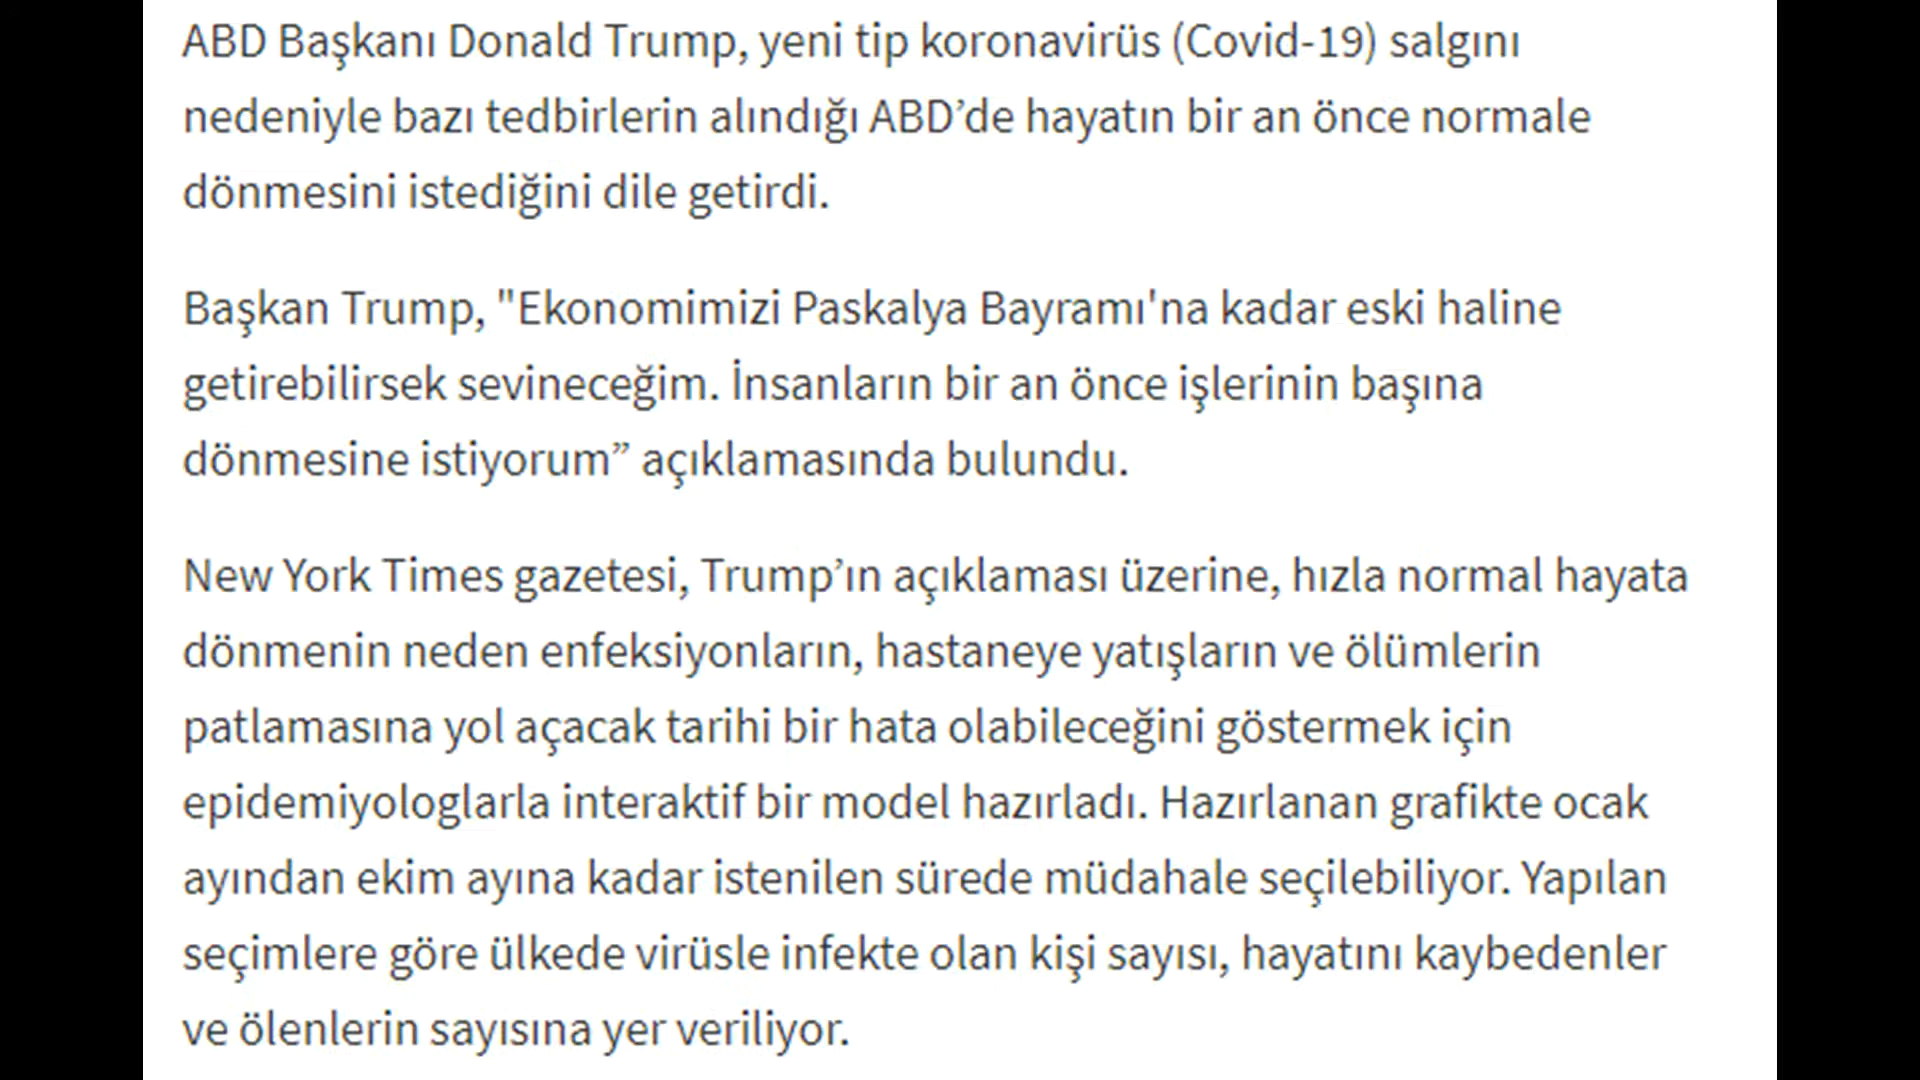 ABD Başkanı Donald Trump, yeni tip koronavirüs (Covid-19) salgını
nedeniyle bazı tedbirlerin alındığı ABD’de hayatın bir an önce normale
dönmesini istediğini dile getirdi.
Başkan Trump, "Ekonomimizi Paskalya Bayramı'na kadar eski haline
getirebilirsek sevineceğim. İnsanların bir an önce işlerinin başına
dönmesine istiyorum” açıklamasında bulundu.
New York Times gazetesi, Trump’ın açıklaması üzerine, hızla normal hayata
dönmenin neden enfeksiyonların, hastaneye yatışların ve ölümlerin
patlamasına yol açacak tarihi bir hata olabileceğini göstermek için
epidemiyologlarla interaktif bir model hazırladı. Hazırlanan grafikte ocak
ayından ekim ayına kadar istenilen sürede müdahale seçilebiliyor. Yapılan
seçimlere göre ülkede virüsle infekte olan kişi sayısı, hayatını kaybedenler
ve ölenlerin sayısına yer veriliyor.